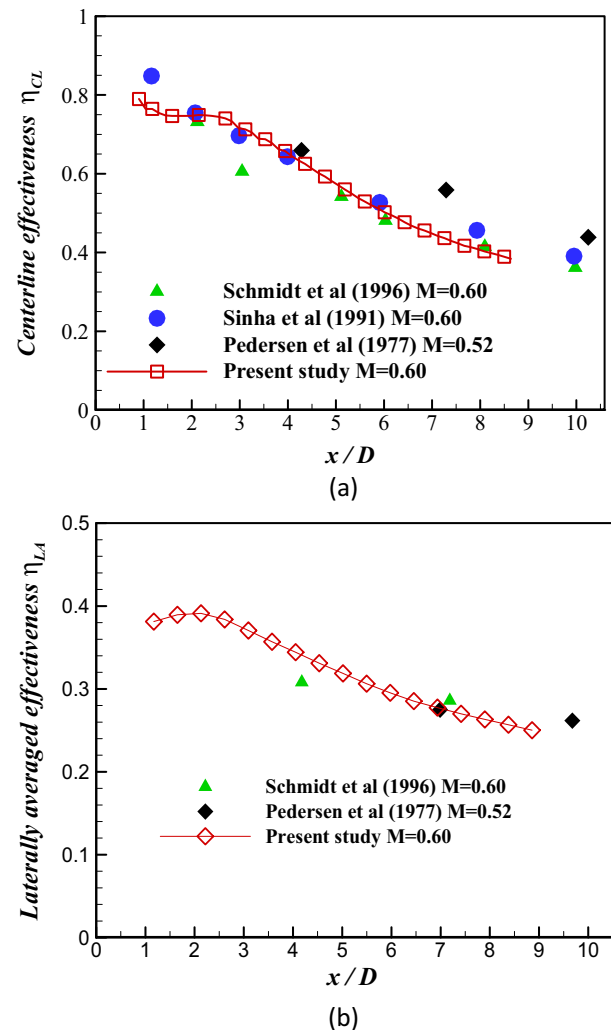 1
0.8
0.6
0.4
0.2
0
Centerline effectiveness η_CL
Schmidt et al (1996) M=0.60
Sinha et al (1991) M=0.60
Pedersen et al (1977) M=0.52
Present study M=0.60
0 1 2 3 4 5 6 7 8 9 10
x / D
(a)
0.5
0.4
0.3
0.2
0.1
0
Laterally averaged effectiveness η_LA
Schmidt et al (1996) M=0.60
Pedersen et al (1977) M=0.52
Present study M=0.60
0 1 2 3 4 5 6 7 8 9 10
x / D
(b)